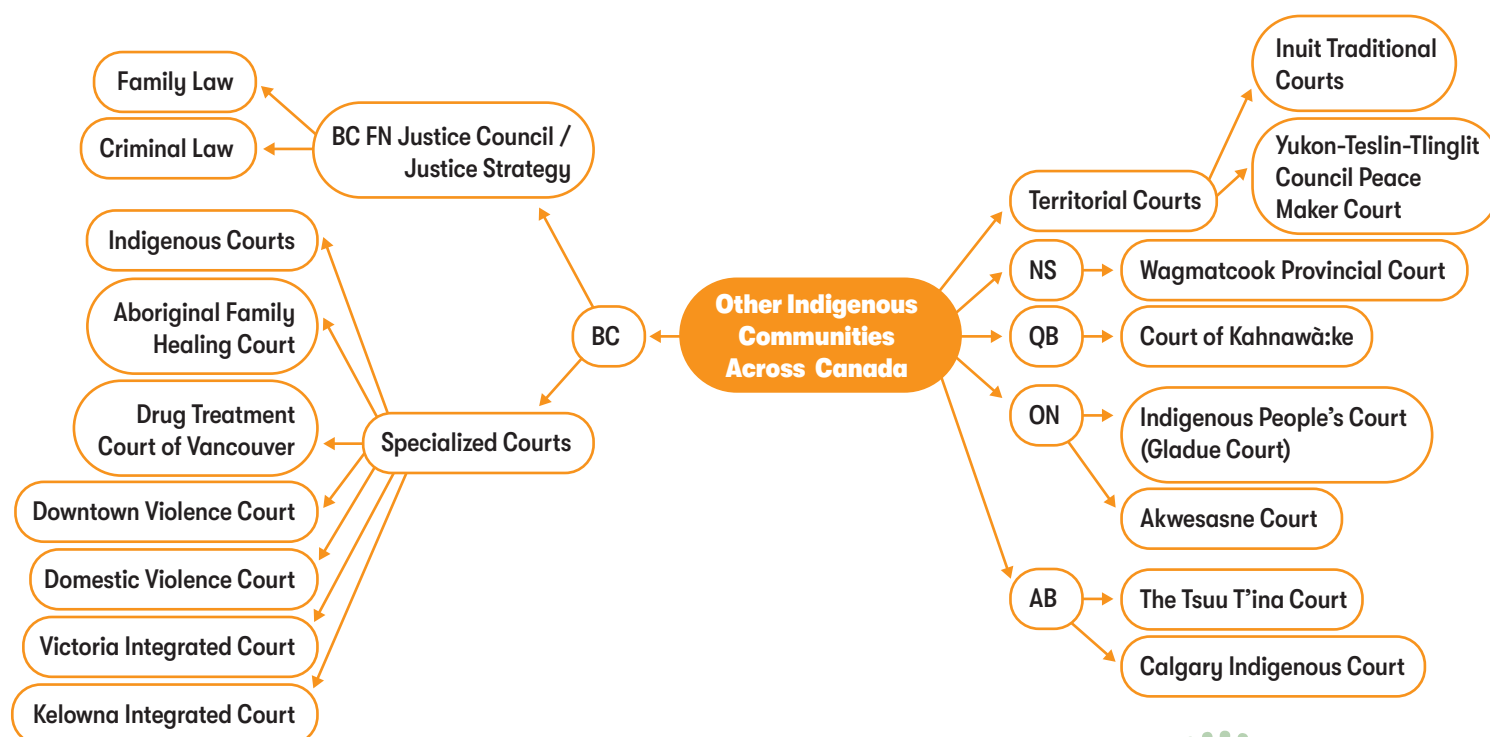 Family Law
Criminal Law
BC FN Justice Council /
Justice Strategy
Indigenous Courts
Aboriginal Family
Healing Court
Drug Treatment
Court of Vancouver
Downtown Violence Court
Domestic Violence Court
Victoria Integrated Court
Kelowna Integrated Court
Specialized Courts
BC
Other Indigenous
Communities
Across Canada
Territorial Courts
Inuit Traditional
Courts
Yukon-Teslin-Tlinglit
Council Peace
Maker Court
NS
Wagmatcook Provincial Court
QB
Court of Kahnawà:ke
ON
Indigenous People's Court
(Gladue Court)
Akwesasne Court
AB
The Tsuu T'ina Court
Calgary Indigenous Court